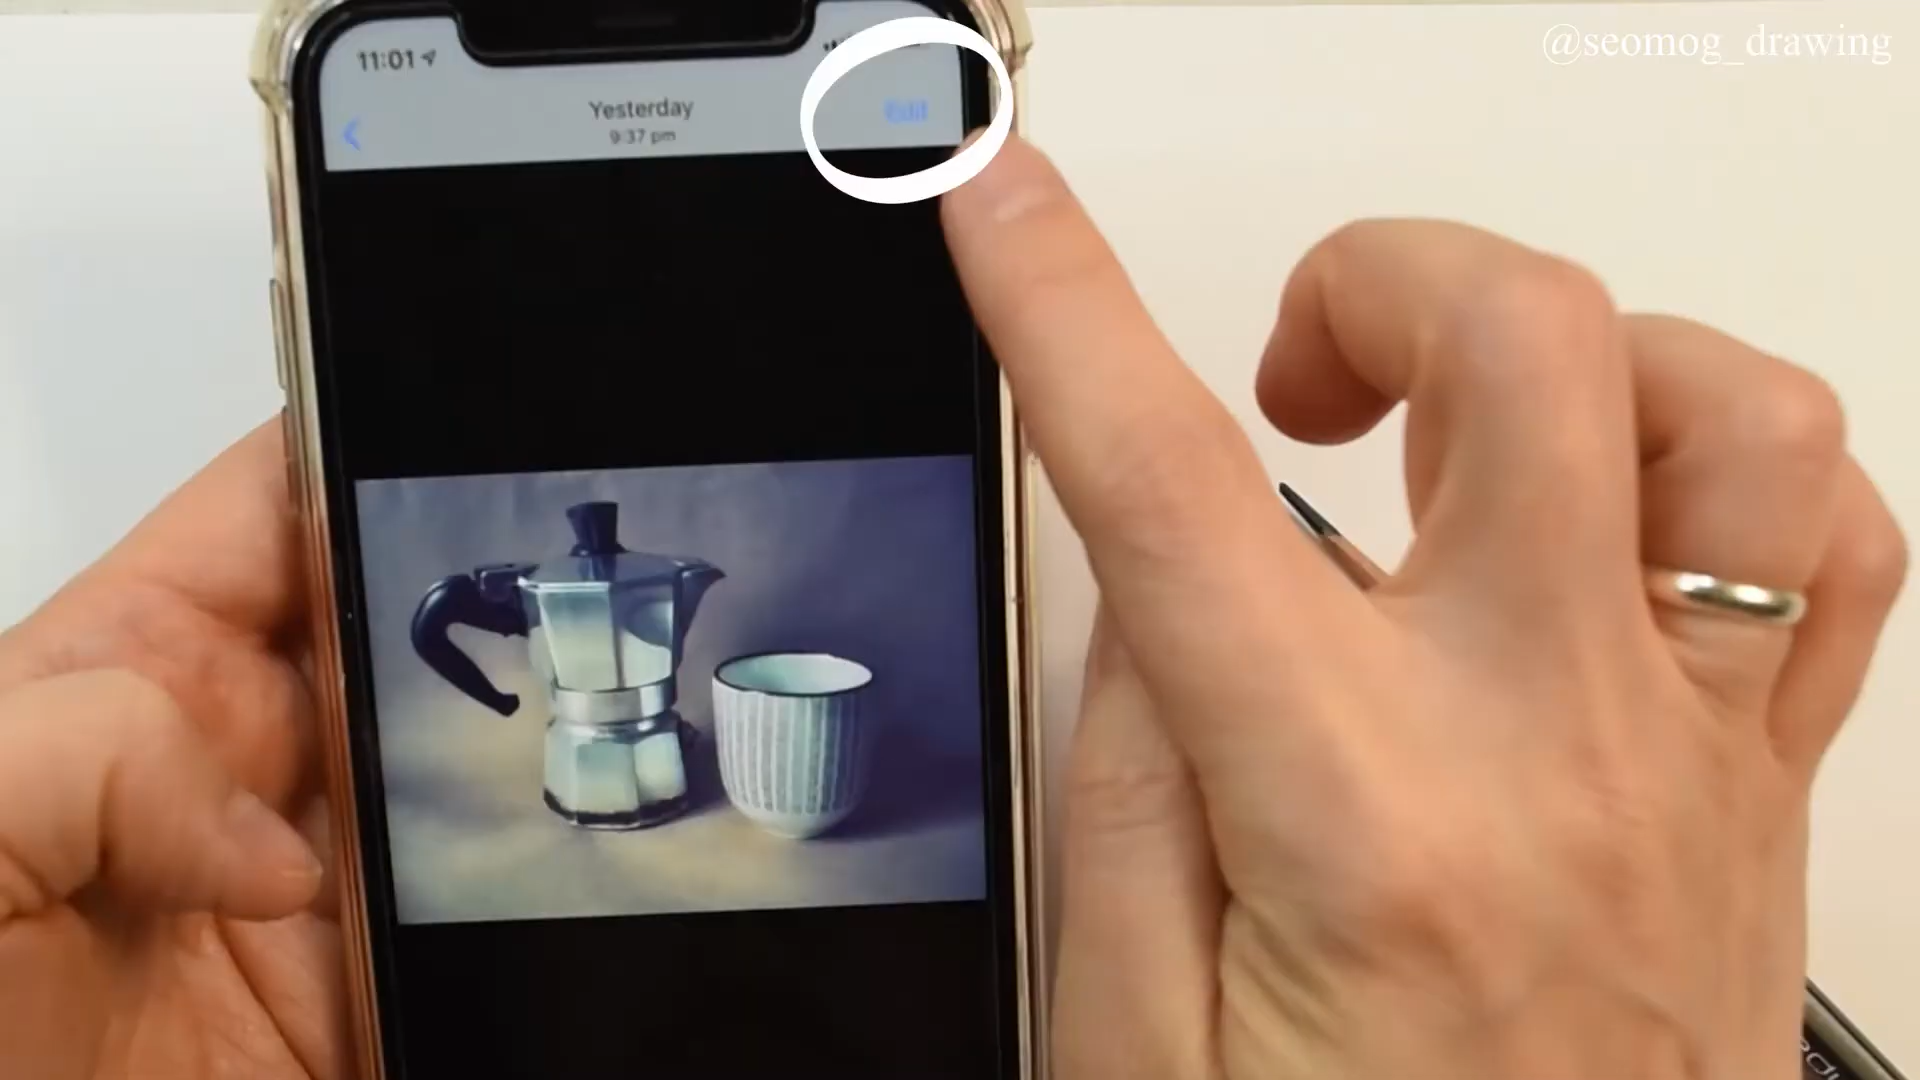 @seomog_drawing
11:01
Yesterday
Edit
9:37 pm